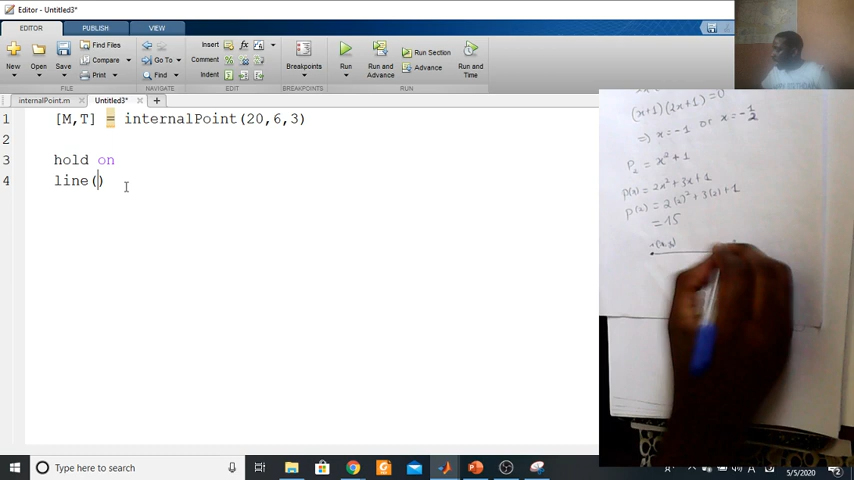 Editor - Untitled3*
EDITOR PUBLISH VIEW
New Open Save
Find Files
Compare
Print
Go To
Find
Insert
Comment
Indent
Breakpoints
Run
Run and Advance
Run Section
Advance
Run and Time
FILE NAVIGATE EDIT BREAKPOINTS RUN
internalPoint.m Untitled3*
1 [M,T] = internalPoint(20,6,3)
2
3 hold on
4 line()
(x+1)(2x+1)=0
⇒ x=-1 or x=-1/2
P₂ = x²+1
P(x) = 2x²+3x+1
P(2) = 2(2)²+3(2)+1
=15
Type here to search
5/5/2020
2